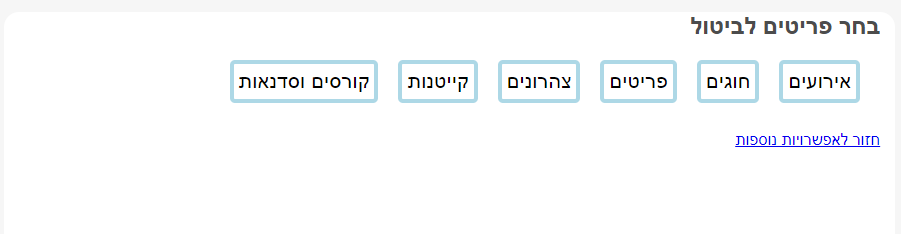 בחר פריטים לביטול
אירועים חוגים פריטים צהרונים קייטנות קורסים וסדנאות
חזור לאפשרויות נוספות